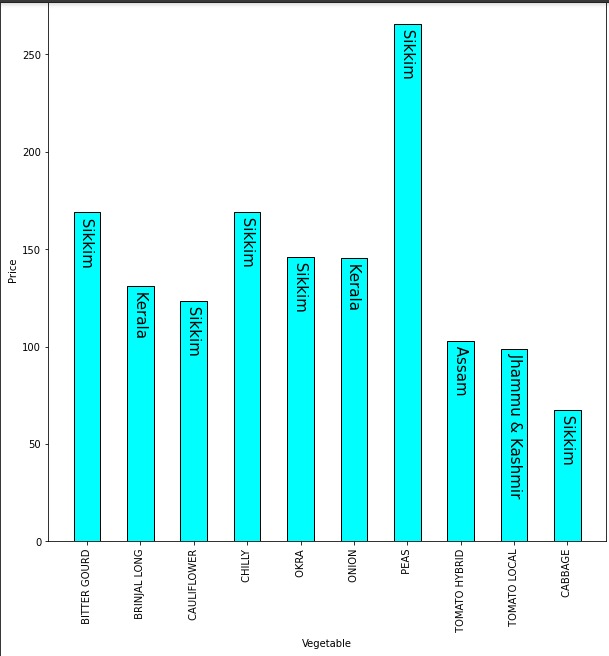 250
200
150
100
50
0
Price
Sikkim
Kerala
Sikkim
Sikkim
Sikkim
Kerala
Sikkim
Assam
Jhammu & Kashmir
Sikkim
BITTER GOURD
BRINJAL LONG
CAULIFLOWER
CHILLY
OKRA
ONION
PEAS
TOMATO HYBRID
TOMATO LOCAL
CABBAGE
Vegetable